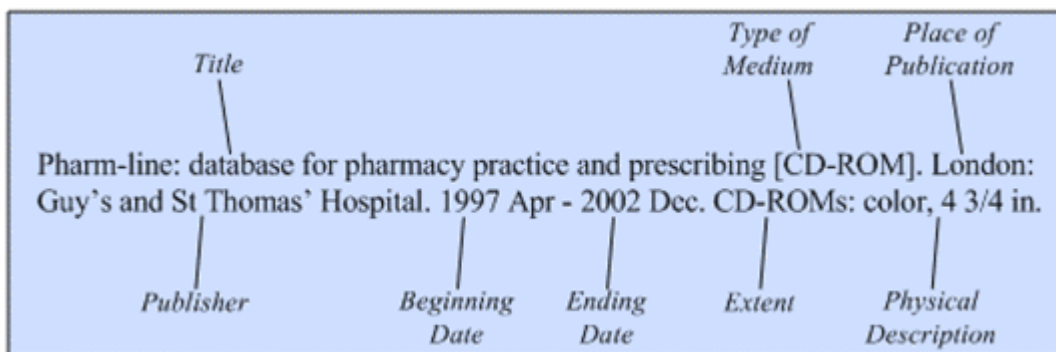 Type of Place of
Title Medium Publication
Pharm-line: database for pharmacy practice and prescribing [CD-ROM]. London:
Guy's and St Thomas' Hospital. 1997 Apr - 2002 Dec. CD-ROMs: color, 4 3/4 in.
Publisher Beginning Ending Extent Physical
Date Date Description